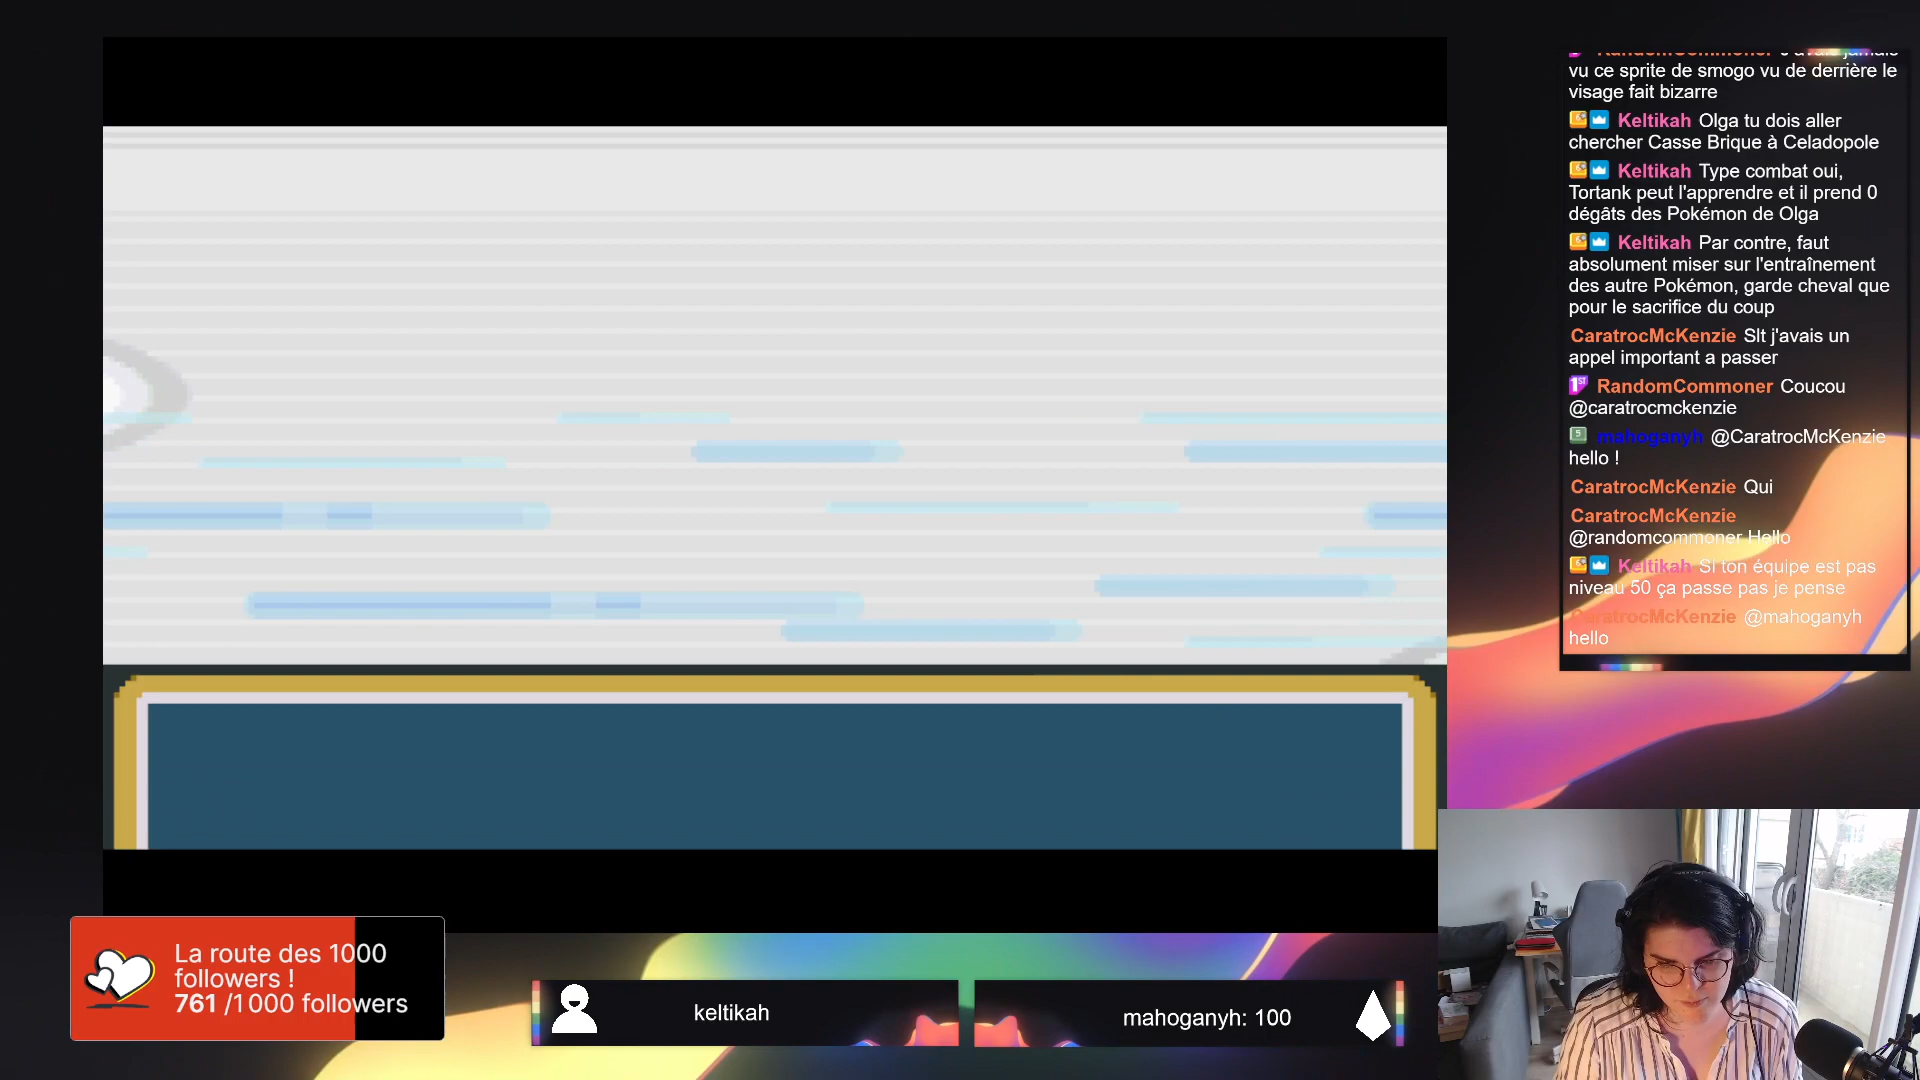 vu ce sprite de smogo vu de derrière le
visage fait bizarre
Keltikah Olga tu dois aller
chercher Casse Brique à Celadopole
Keltikah Type combat oui,
Tortank peut l'apprendre et il prend 0
dégâts des Pokémon de Olga
Keltikah Par contre, faut
absolument miser sur l'entraînement
des autre Pokémon, garde cheval que
pour le sacrifice du coup
CaratrocMcKenzie Slt j'avais un
appel important a passer
RandomCommoner Coucou
@caratrocmckenzie
mahoganyh @CaratrocMcKenzie
hello !
CaratrocMcKenzie Qui
CaratrocMcKenzie
@randomcommoner Hello
Keltikah Si ton équipe est pas
niveau 50 ça passe pas je pense
CaratrocMcKenzie @mahoganyh
hello
La route des 1000
followers !
761 /1000 followers
keltikah
mahoganyh: 100